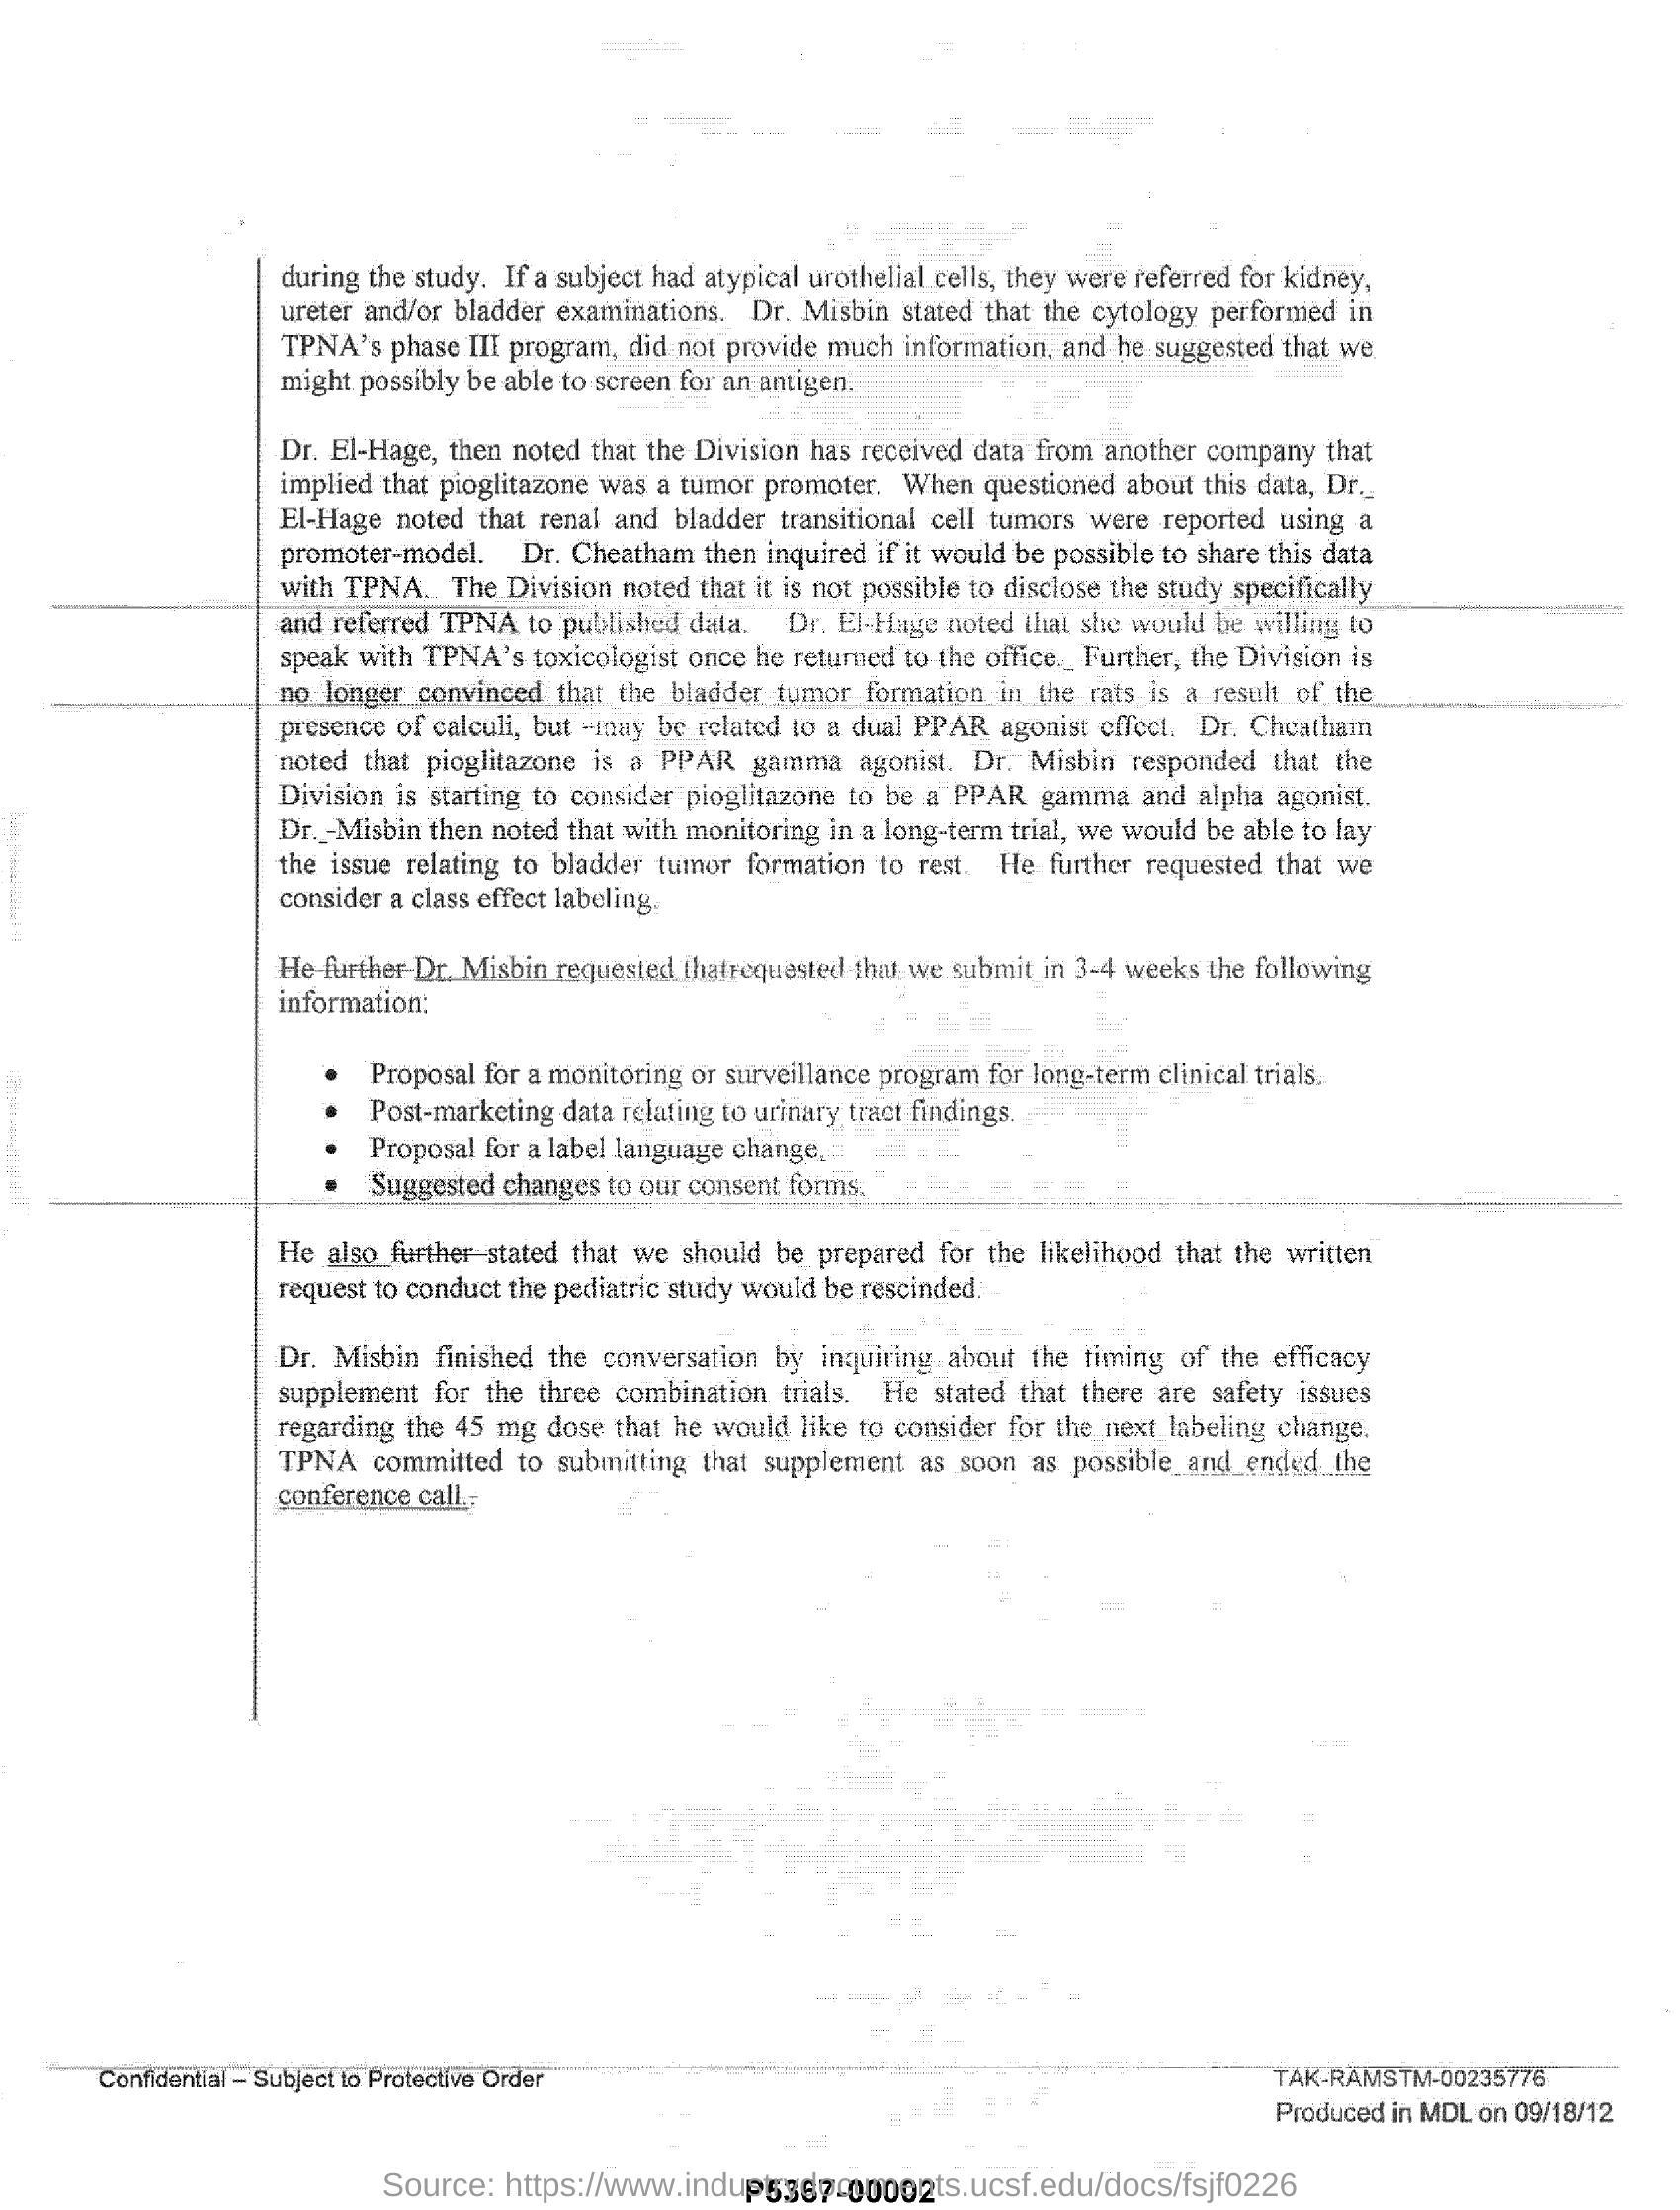 during the study. If a subject had atypical urothelial cells, they were referred for kidney,
ureter and/or bladder examinations. Dr. Misbin stated that the cytology performed in
TPNA's phase III program, did not provide much information, and he suggested that we
might possibly be able to screen for an antigen.
Dr. El-Hage, then noted that the Division has received data from another company that
implied that pioglitazone was a tumor promoter. When questioned about this data, Dr.
El-Hage noted that renal and bladder transitional cell tumors were reported using a
promoter-model. Dr. Cheatham then inquired if it would be possible to share this data
with TPNA. The Division noted that it is not possible to disclose the study specifically
and referred TPNA to published data. Dr. El-Hage noted that she would be willing to
speak with TPNA's toxicologist once he returned to the office. Further, the Division is
no longer convinced that the bladder tumor formation in the rats is a result of the
presence of calculi, but -may be related to a dual PPAR agonist effect. Dr. Cheatham
noted that pioglitazone is a PPAR gamma agonist. Dr. Misbin responded that the
Division is starting to consider pioglitazone to be a PPAR gamma and alpha agonist.
Dr. -Misbin then noted that with monitoring in a long-term trial, we would be able to lay
the issue relating to bladder tumor formation to rest. He further requested that we
consider a class effect labeling.
He further Dr. Misbin requested thatrequested that we submit in 3-4 weeks the following
information:
• Proposal for a monitoring or surveillance program for long-term clinical trials.
• Post-marketing data relating to urinary tract findings.
• Proposal for a label language change.
• Suggested changes to our consent forms.
He also further stated that we should be prepared for the likelihood that the written
request to conduct the pediatric study would be rescinded.
Dr. Misbin finished the conversation by inquiring about the timing of the efficacy
supplement for the three combination trials. He stated that there are safety issues
regarding the 45 mg dose that he would like to consider for the next labeling change.
TPNA committed to submitting that supplement as soon as possible and ended the
conference call.-
Confidential – Subject to Protective Order
TAK-RAMSTM-00235776
Produced in MDL on 09/18/12
Source: https://www.industrydocuments.ucsf.edu/docs/fsjf0226
P5367-00002